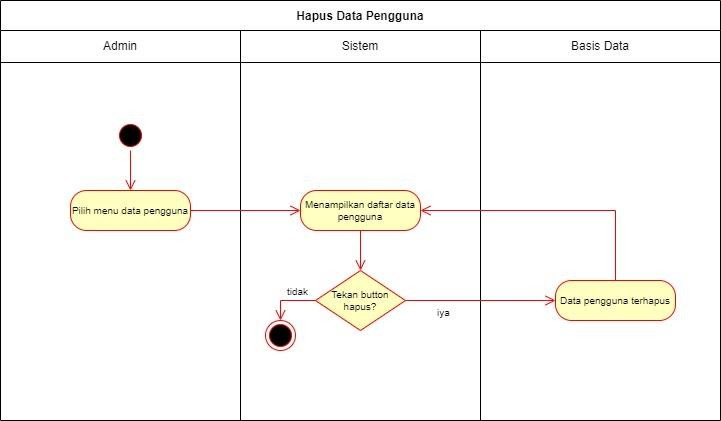 Hapus Data Pengguna
Admin
Sistem
Basis Data
Pilih menu data pengguna
Menampilkan daftar data
pengguna
tidak
Tekan button
hapus?
iya
Data pengguna terhapus